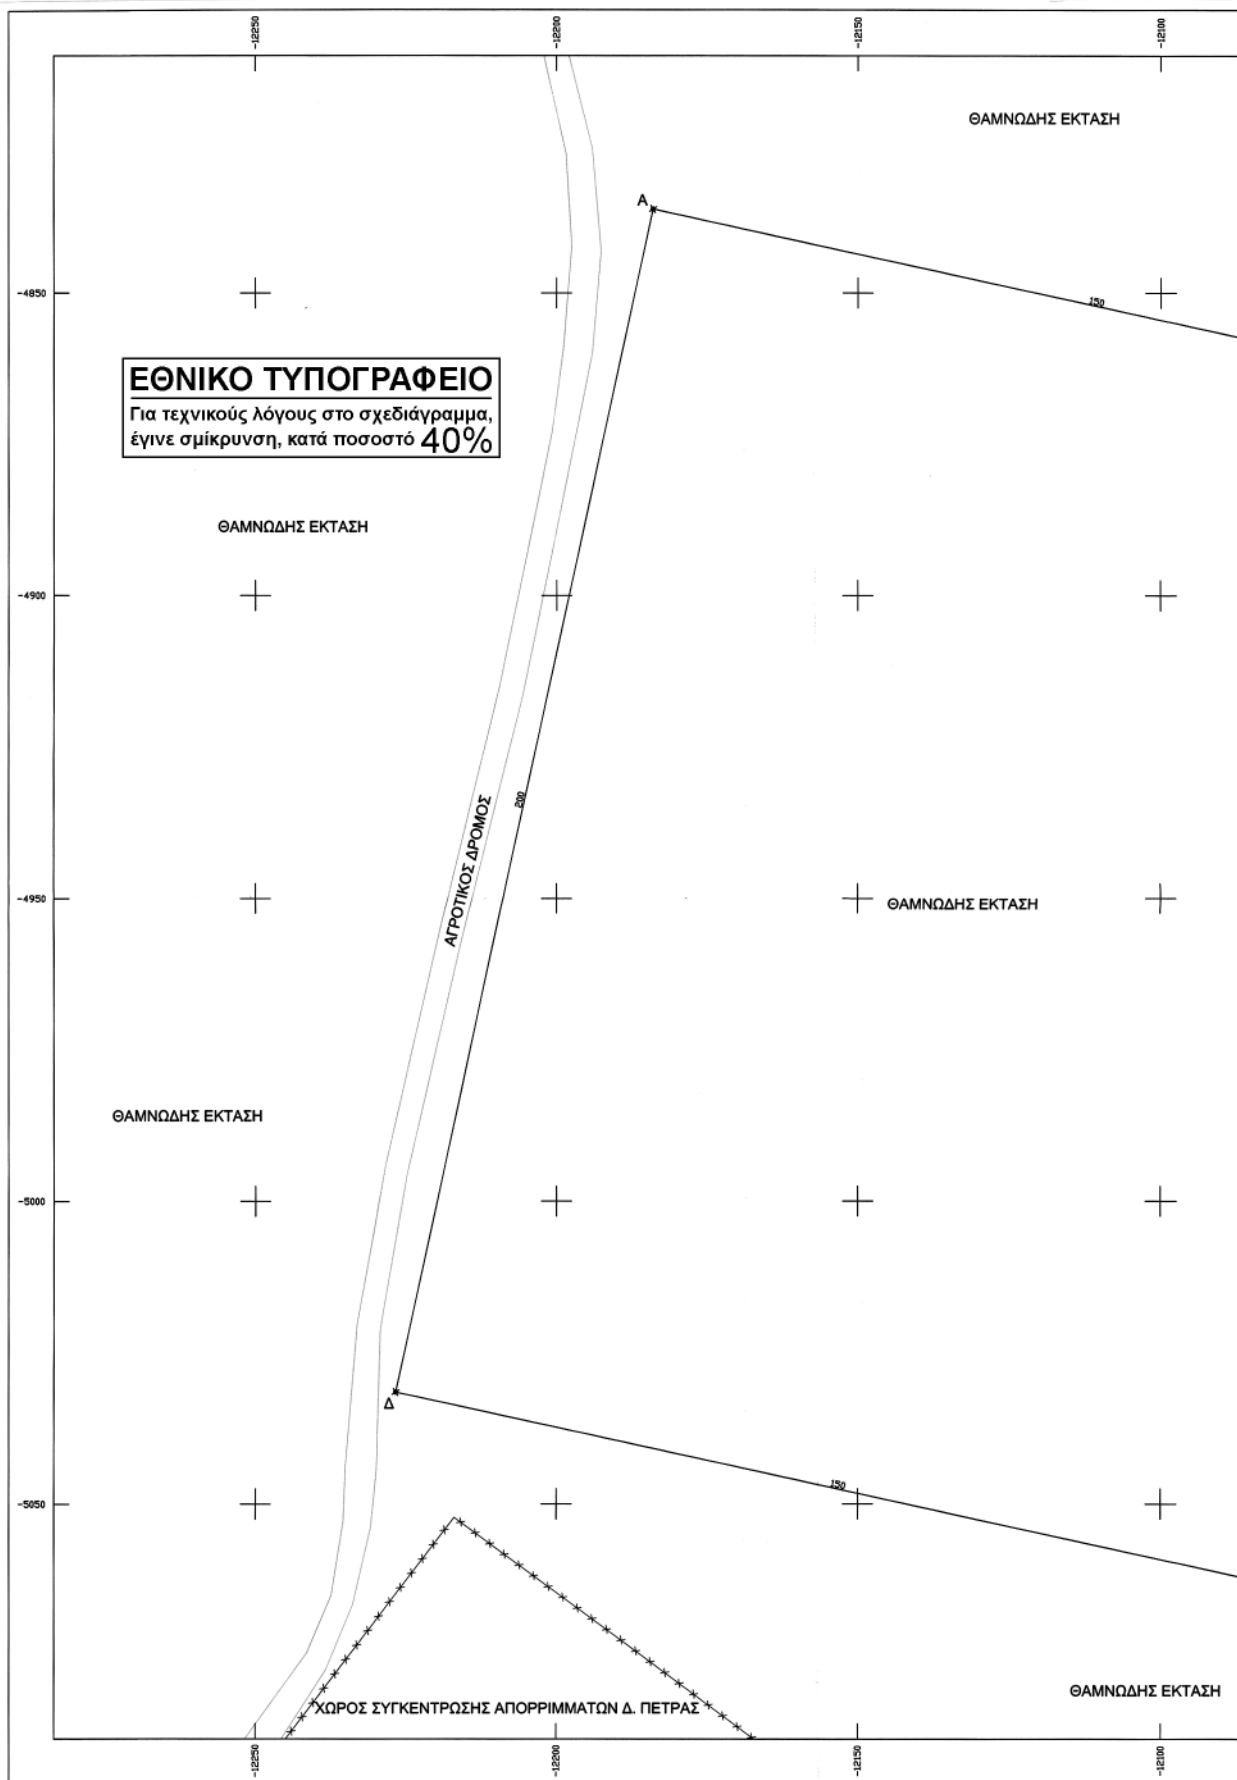 -12250
-12200
-12150
-12100
ΘΑΜΝΩΔΗΣ ΕΚΤΑΣΗ
Α
-4850
150
ΕΘΝΙΚΟ ΤΥΠΟΓΡΑΦΕΙΟ
Για τεχνικούς λόγους στο σχεδιάγραμμα,
έγινε σμίκρυνση, κατά ποσοστό 40%
ΘΑΜΝΩΔΗΣ ΕΚΤΑΣΗ
-4900
200
ΑΓΡΟΤΙΚΟΣ ΔΡΟΜΟΣ
-4950
ΘΑΜΝΩΔΗΣ ΕΚΤΑΣΗ
ΘΑΜΝΩΔΗΣ ΕΚΤΑΣΗ
-5000
Δ
150
-5050
ΘΑΜΝΩΔΗΣ ΕΚΤΑΣΗ
ΧΩΡΟΣ ΣΥΓΚΕΝΤΡΩΣΗΣ ΑΠΟΡΡΙΜΜΑΤΩΝ Δ. ΠΕΤΡΑΣ
-12250
-12200
-12150
-12100